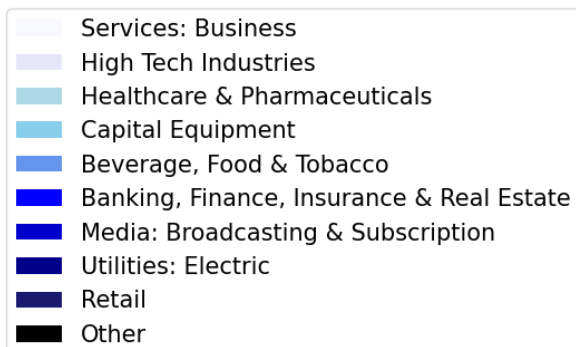 Services: Business
High Tech Industries
Healthcare & Pharmaceuticals
Capital Equipment
Beverage, Food & Tobacco
Banking, Finance, Insurance & Real Estate
Media: Broadcasting & Subscription
Utilities: Electric
Retail
Other